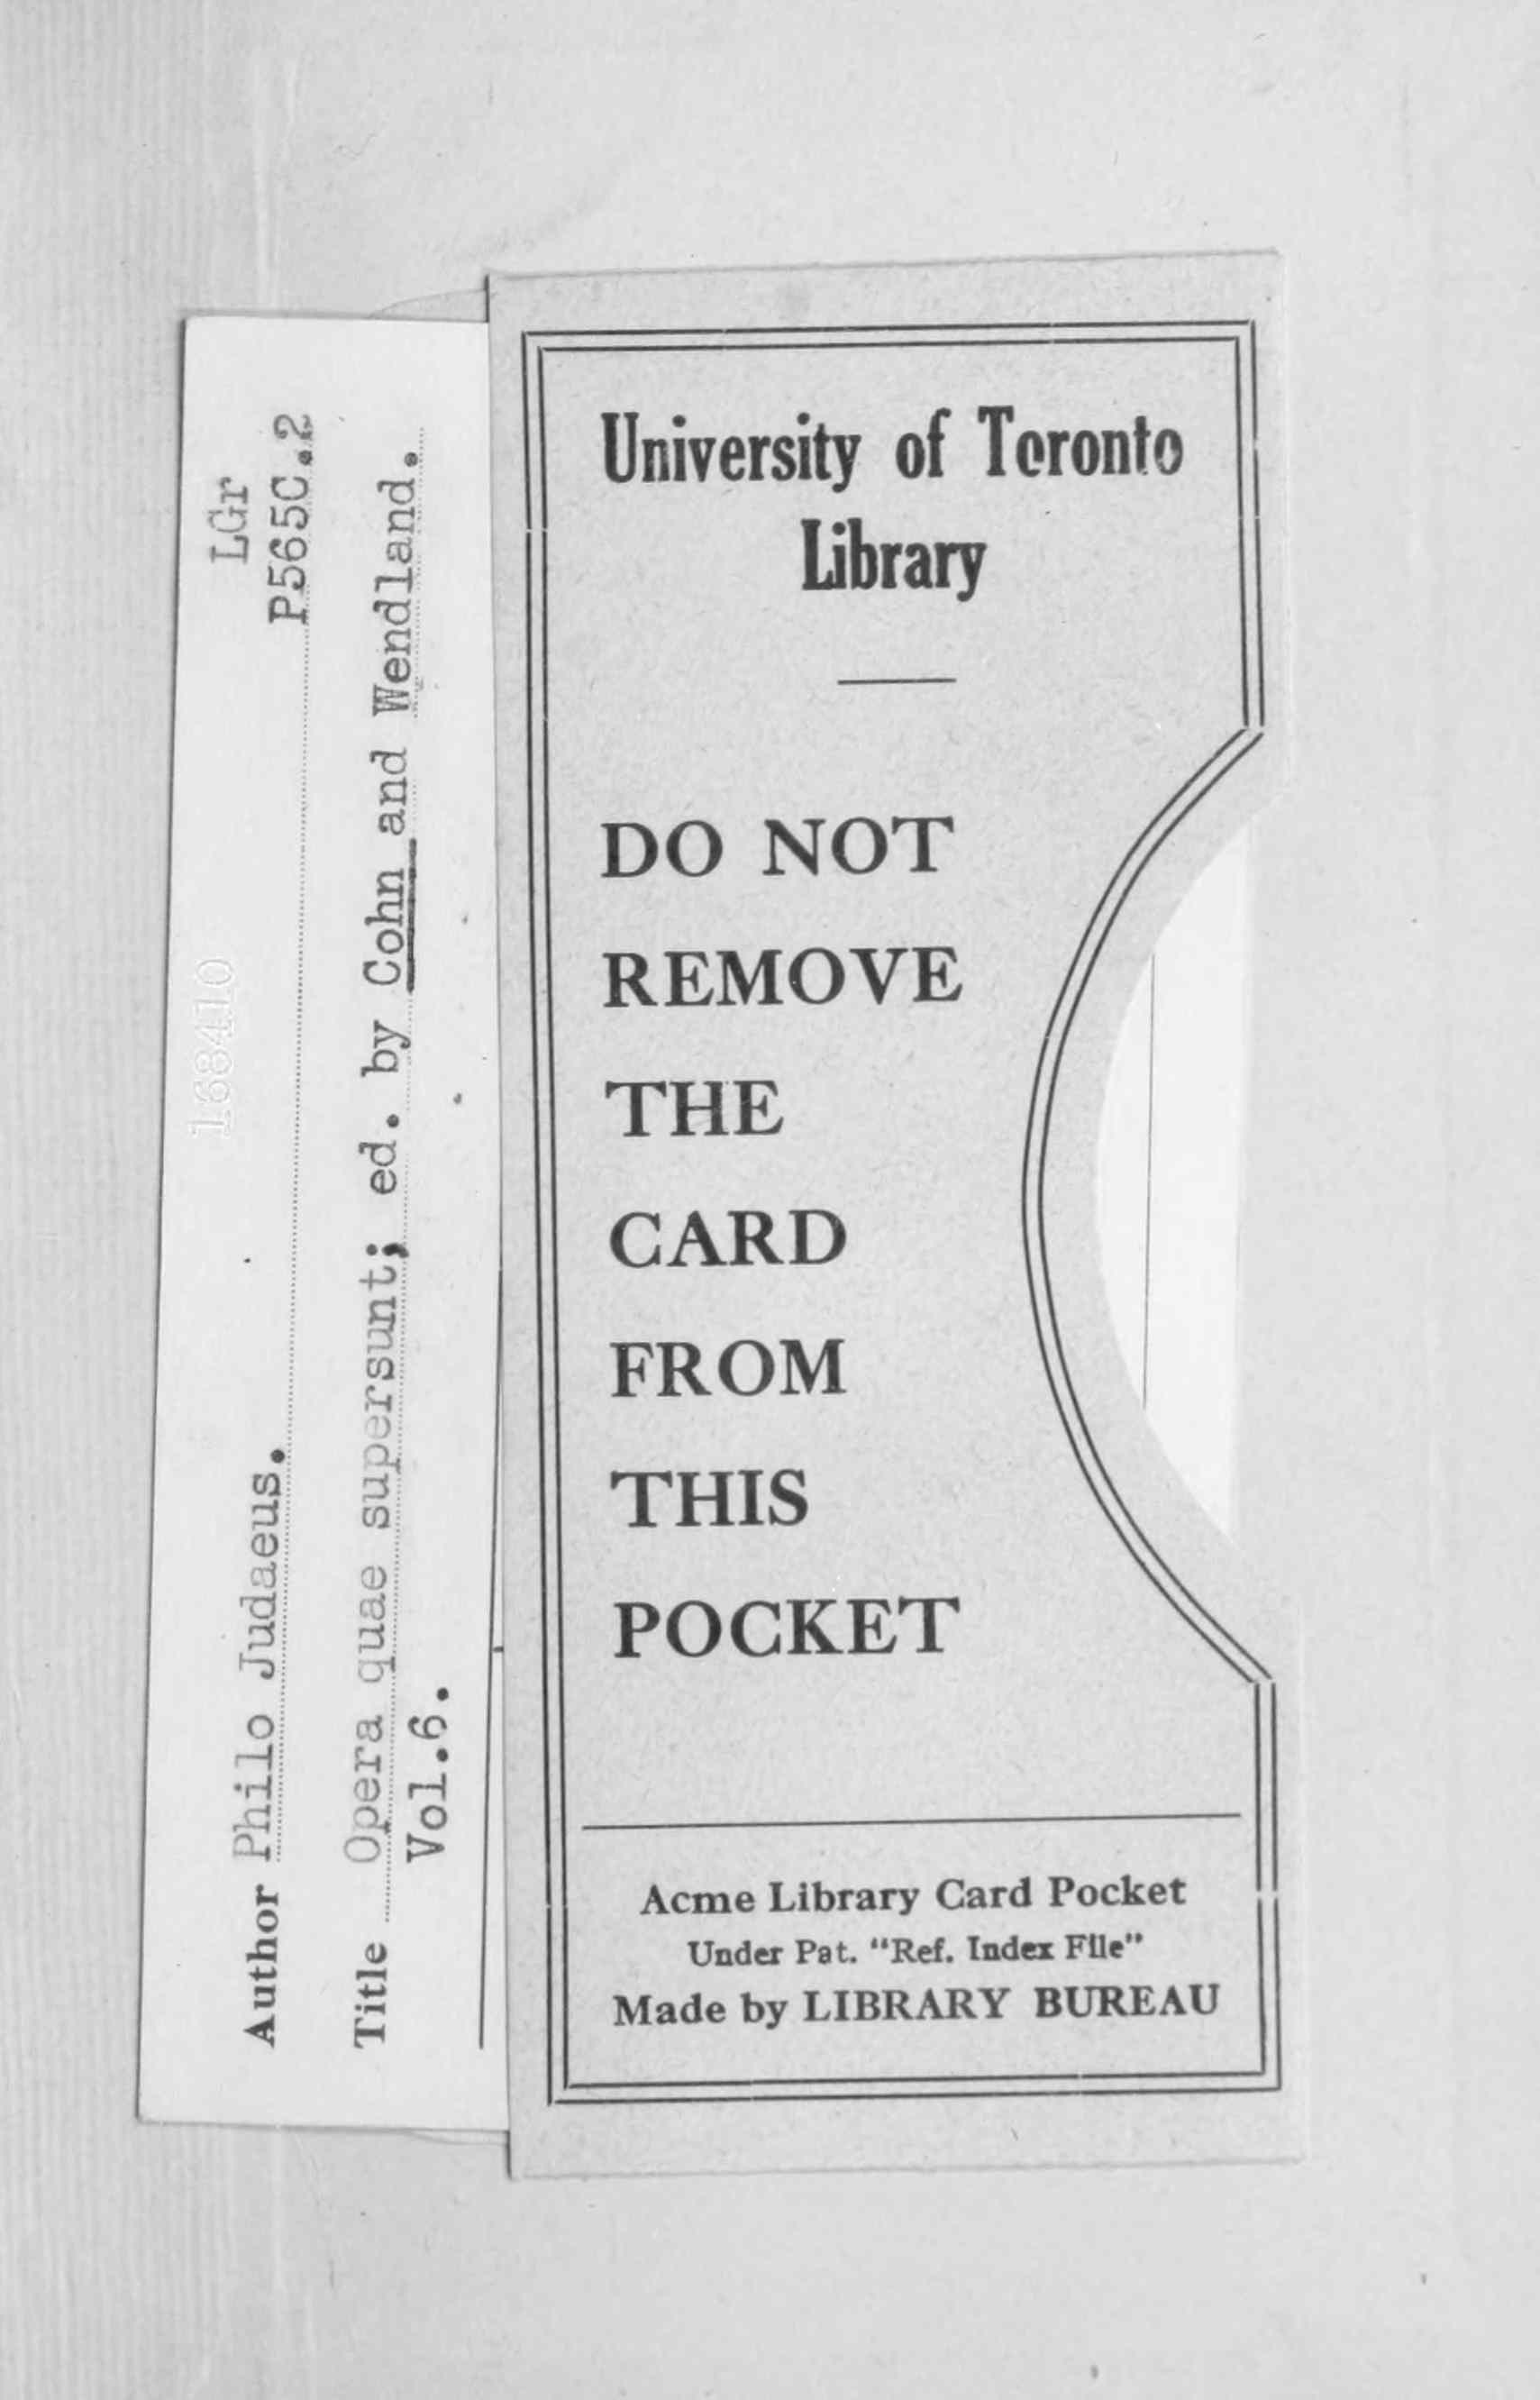 LGr
P565C.2
168410
Author Philo Judaeus.
Title Opera quae supersunt; ed. by Cohn and Wendland.
Vol.6.
University of Toronto
Library
DO NOT
REMOVE
THE
CARD
FROM
THIS
POCKET
Acme Library Card Pocket
Under Pat. "Ref. Index File"
Made by LIBRARY BUREAU